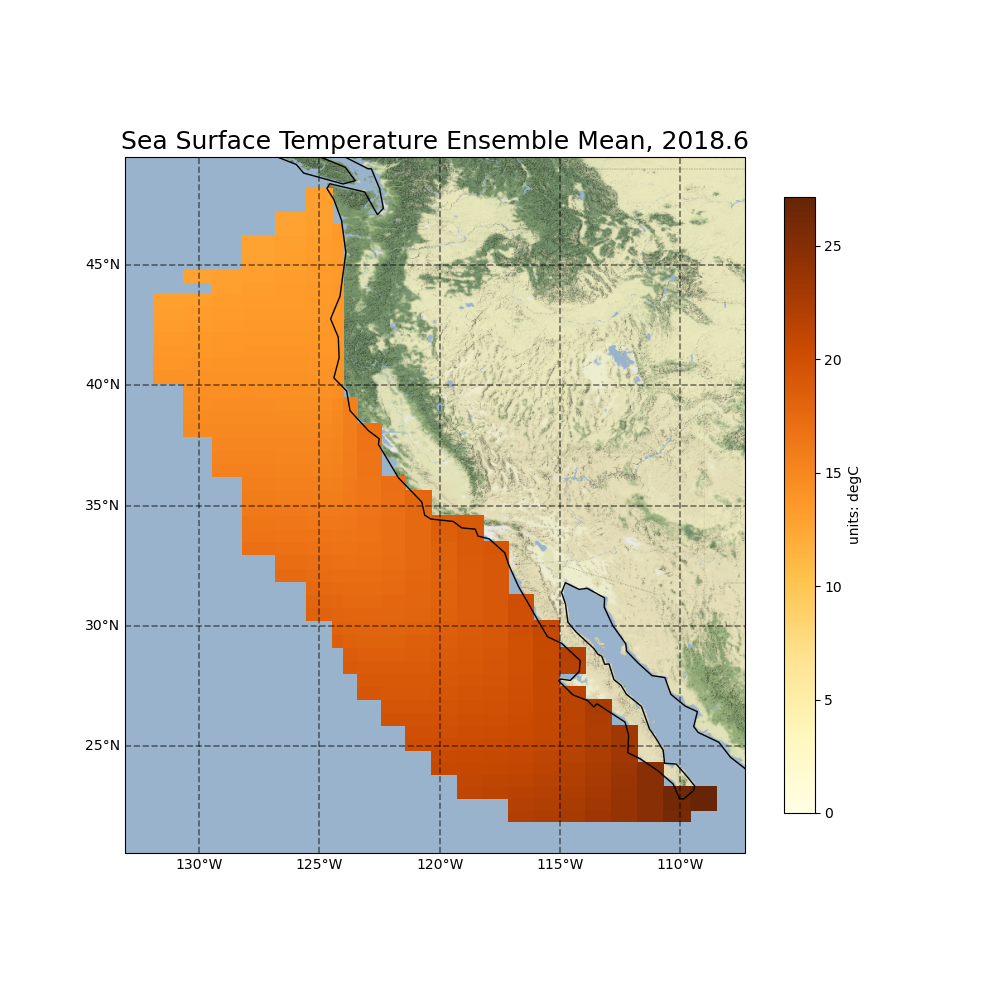 Sea Surface Temperature Ensemble Mean, 2018.6
45°N
40°N
35°N
30°N
25°N
130°W 125°W 120°W 115°W 110°W
25
20
15
10
5
0
units: degC